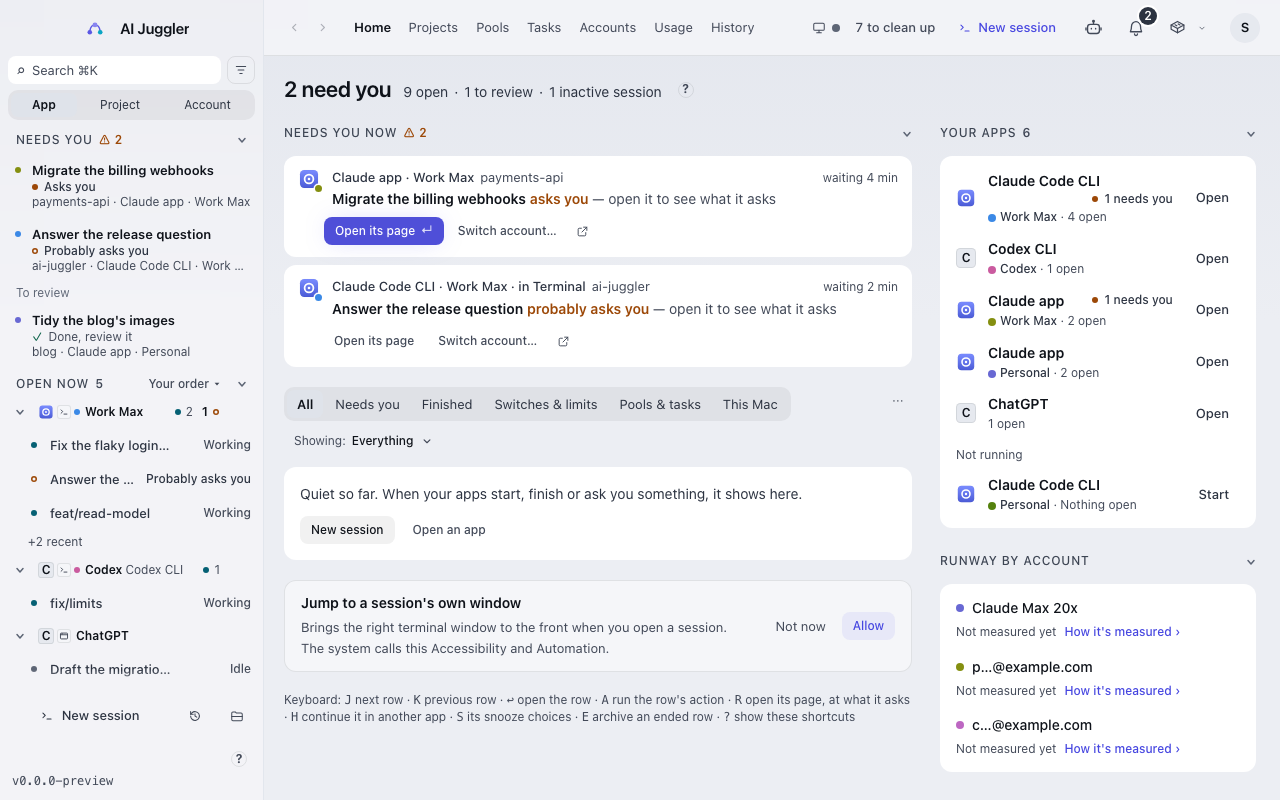 AI Juggler
Search ⌘K
App Project Account
NEEDS YOU 2
Migrate the billing webhooks
Asks you
payments-api · Claude app · Work Max
Answer the release question
Probably asks you
ai-juggler · Claude Code CLI · Work ...
To review
Tidy the blog's images
✓ Done, review it
blog · Claude app · Personal
OPEN NOW 5 Your order
Work Max 2 1
Fix the flaky login... Working
Answer the ... Probably asks you
feat/read-model Working
+2 recent
C Codex Codex CLI 1
fix/limits Working
C ChatGPT
Draft the migratio... Idle
New session
?
v0.0.0-preview
Home Projects Pools Tasks Accounts Usage History
7 to clean up New session 2 S
2 need you 9 open · 1 to review · 1 inactive session ?
NEEDS YOU NOW 2
Claude app · Work Max payments-api waiting 4 min
Migrate the billing webhooks asks you — open it to see what it asks
Open its page ↵ Switch account...
Claude Code CLI · Work Max · in Terminal ai-juggler waiting 2 min
Answer the release question probably asks you — open it to see what it asks
Open its page Switch account...
All Needs you Finished Switches & limits Pools & tasks This Mac ...
Showing: Everything
Quiet so far. When your apps start, finish or ask you something, it shows here.
New session Open an app
Jump to a session's own window
Brings the right terminal window to the front when you open a session.
The system calls this Accessibility and Automation.
Not now Allow
Keyboard: J next row · K previous row · ↩ open the row · A run the row's action · R open its page, at what it asks
· H continue it in another app · S its snooze choices · E archive an ended row · ? show these shortcuts
YOUR APPS 6
Claude Code CLI
1 needs you
Work Max · 4 open
Open
C Codex CLI
Codex · 1 open
Open
Claude app 1 needs you
Work Max · 2 open
Open
Claude app
Personal · 2 open
Open
C ChatGPT
1 open
Open
Not running
Claude Code CLI
Personal · Nothing open
Start
RUNWAY BY ACCOUNT
Claude Max 20x
Not measured yet How it's measured ›
p...@example.com
Not measured yet How it's measured ›
c...@example.com
Not measured yet How it's measured ›